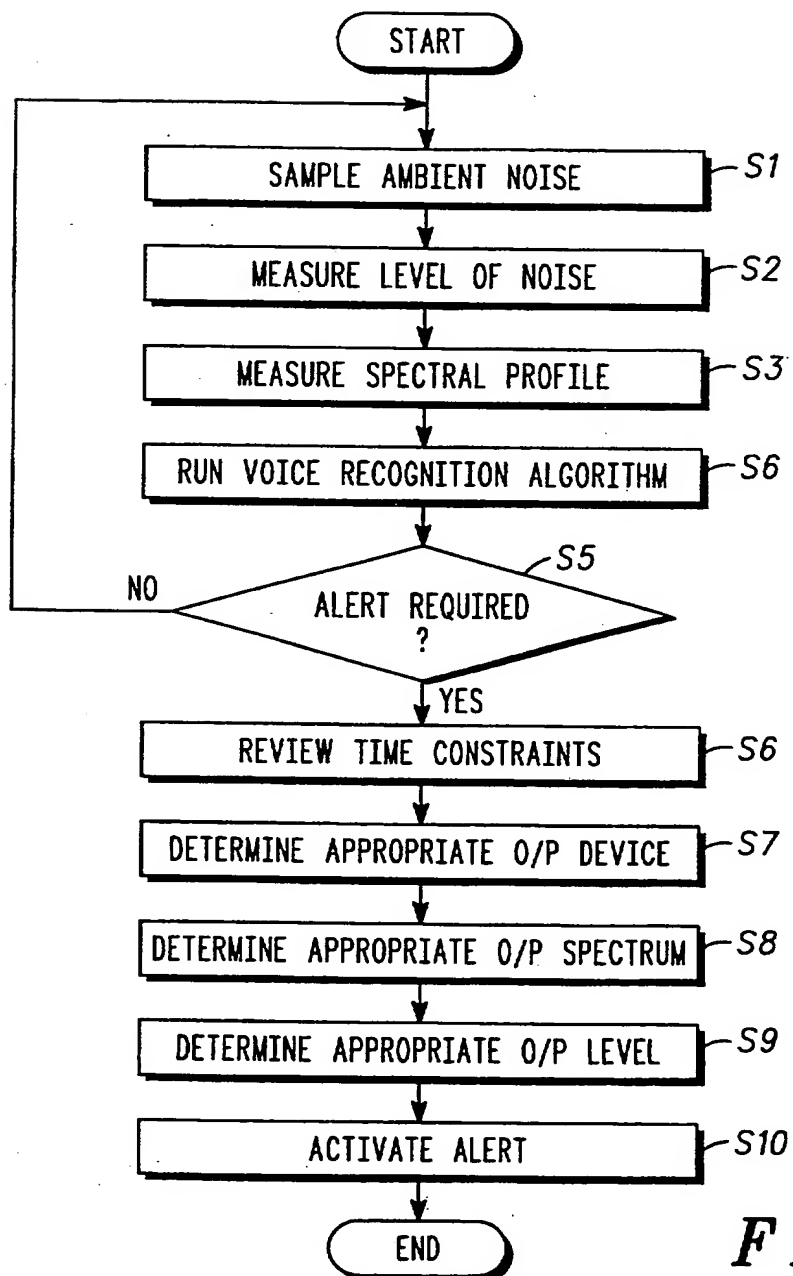 START
SAMPLE AMBIENT NOISE S1
MEASURE LEVEL OF NOISE S2
MEASURE SPECTRAL PROFILE S3
RUN VOICE RECOGNITION ALGORITHM S6
S5
NO
ALERT REQUIRED
?
YES
REVIEW TIME CONSTRAINTS S6
DETERMINE APPROPRIATE O/P DEVICE S7
DETERMINE APPROPRIATE O/P SPECTRUM S8
DETERMINE APPROPRIATE O/P LEVEL S9
ACTIVATE ALERT S10
END
F